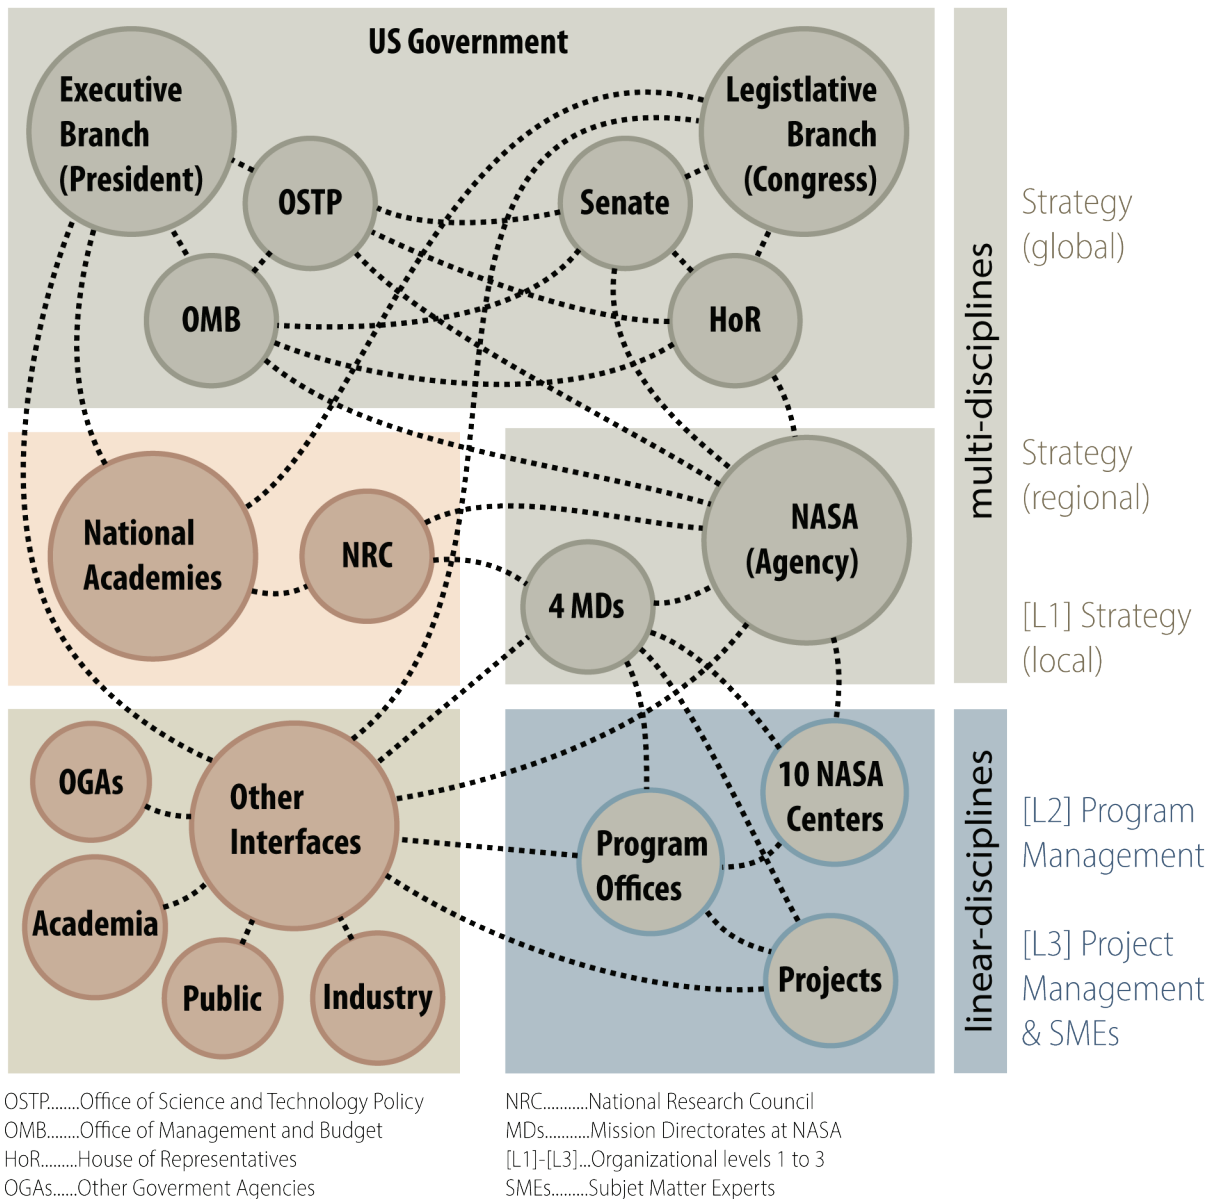 US Government
Executive
Branch
(President)
Legistlative
Branch
(Congress)
OSTP
Senate
OMB
HoR
Strategy
(global)
multi-disciplines
Strategy
(regional)
National
Academies
NRC
NASA
(Agency)
4 MDs
[L1] Strategy
(local)
OGAs
Other
Interfaces
10 NASA
Centers
Program
Offices
[L2] Program
Management
linear-disciplines
Academia
Public
Industry
Projects
[L3] Project
Management
& SMEs
OSTP.......Office of Science and Technology Policy
OMB.......Office of Management and Budget
HoR........House of Representatives
OGAs.....Other Goverment Agencies
NRC..........National Research Council
MDs..........Mission Directorates at NASA
[L1]-[L3]...Organizational levels 1 to 3
SMEs........Subjet Matter Experts